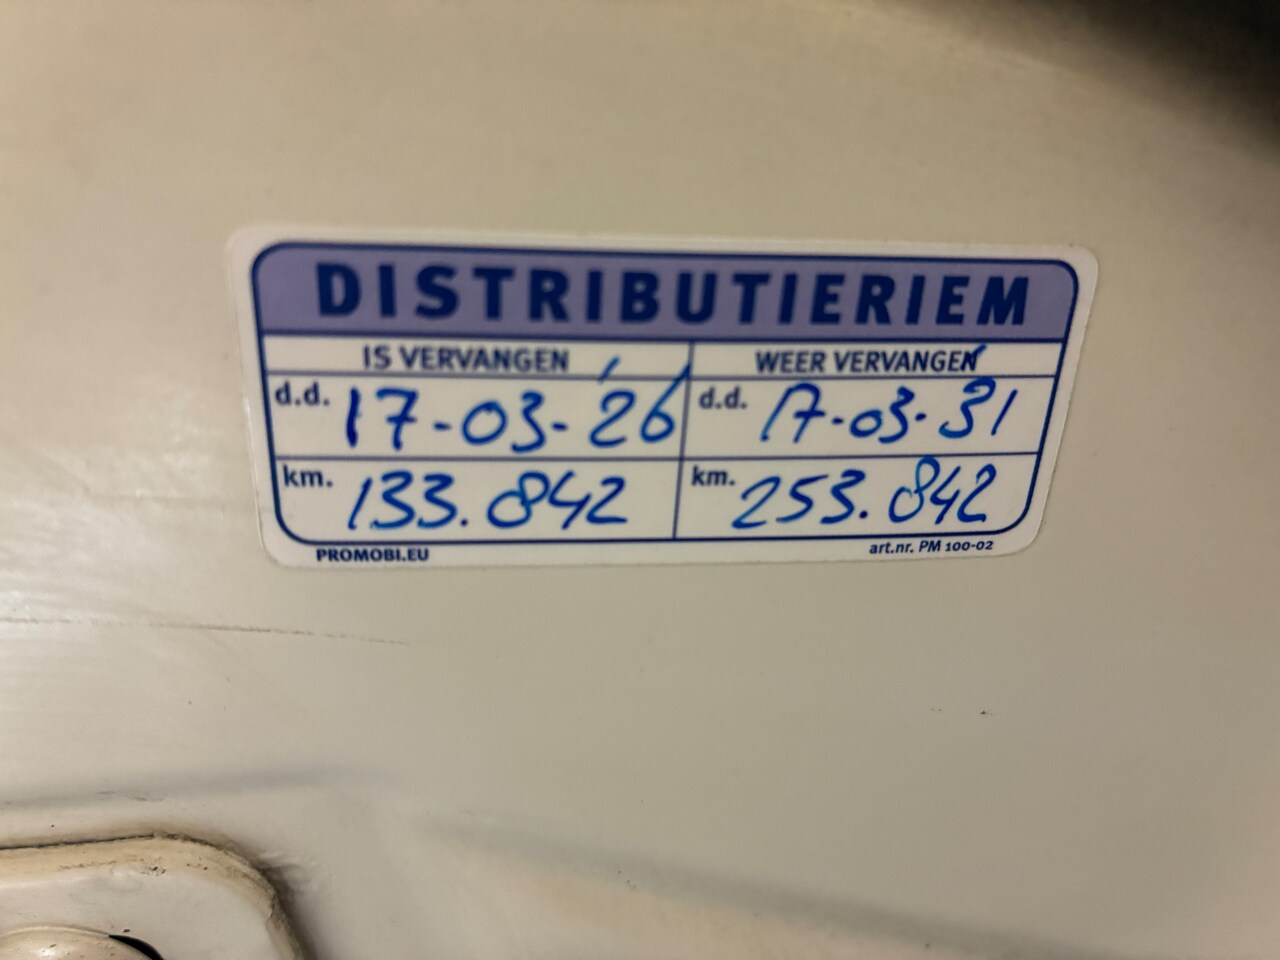 DISTRIBUTIERIEM
IS VERVANGEN WEER VERVANGEN
d.d. 17-03-'26 d.d. 17-03-'31
km. 133.842 km. 253.842
PROMOBI.EU art.nr. PM 100-02